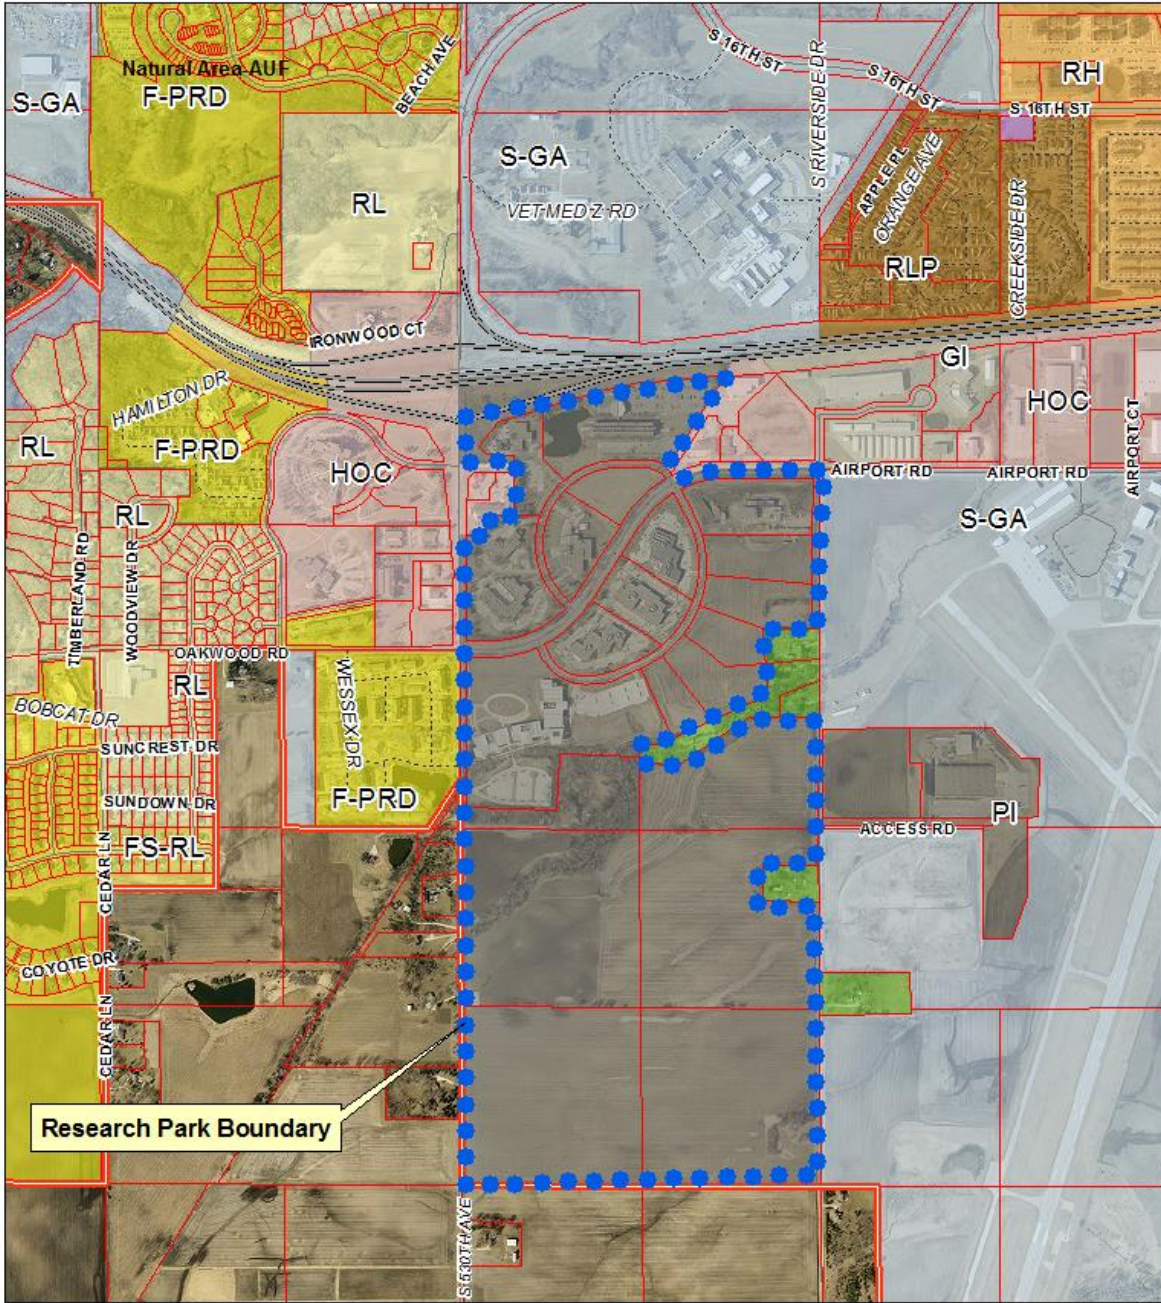 S 16TH ST
S RIVERSIDE DR
BEACH AVE
Natural Area-AUF
F-PRD
S-GA
S 16TH ST
RH
S 16TH ST
S-GA
RL
VET MED Z RD
APPLE PL
ORANGE AVE
RLP
CREEKSIDE DR
IRONWOOD CT
GI
HAMILTON DR
HOC
AIRPORT CT
RL
F-PRD
HOC
AIRPORT RD
AIRPORT RD
RL
S-GA
TIMBERLAND RD
WOODVIEW DR
OAKWOOD RD
RL
WESSEX DR
BOBCAT DR
SUNCREST DR
SUNDOWN DR
F-PRD
PI
ACCESS RD
FS-RL
CEDAR LN
COYOTE DR
CEDAR LN
Research Park Boundary
S 530TH AVE